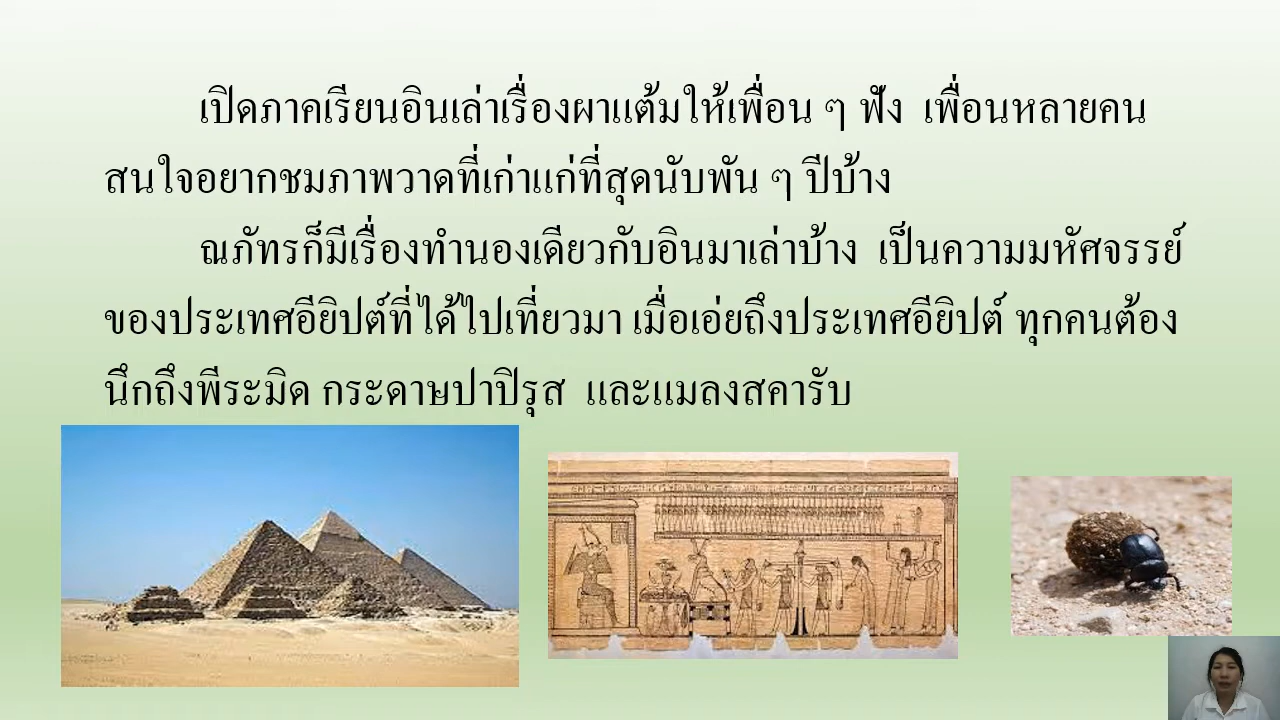 เปิดภาคเรียนอินเล่าเรื่องผาแต้มให้เพื่อน ๆ ฟัง เพื่อนหลายคน
สนใจอยากชมภาพวาดที่เก่าแก่ที่สุดนับพัน ๆ ปีบ้าง
ณภัทรก็มีเรื่องทำนองเดียวกับอินมาเล่าบ้าง เป็นความมหัศจรรย์
ของประเทศอียิปต์ที่ได้ไปเที่ยวมา เมื่อเอ่ยถึงประเทศอียิปต์ ทุกคนต้อง
นึกถึงพีระมิด กระดาษปาปิรุส และแมลงสคารับ